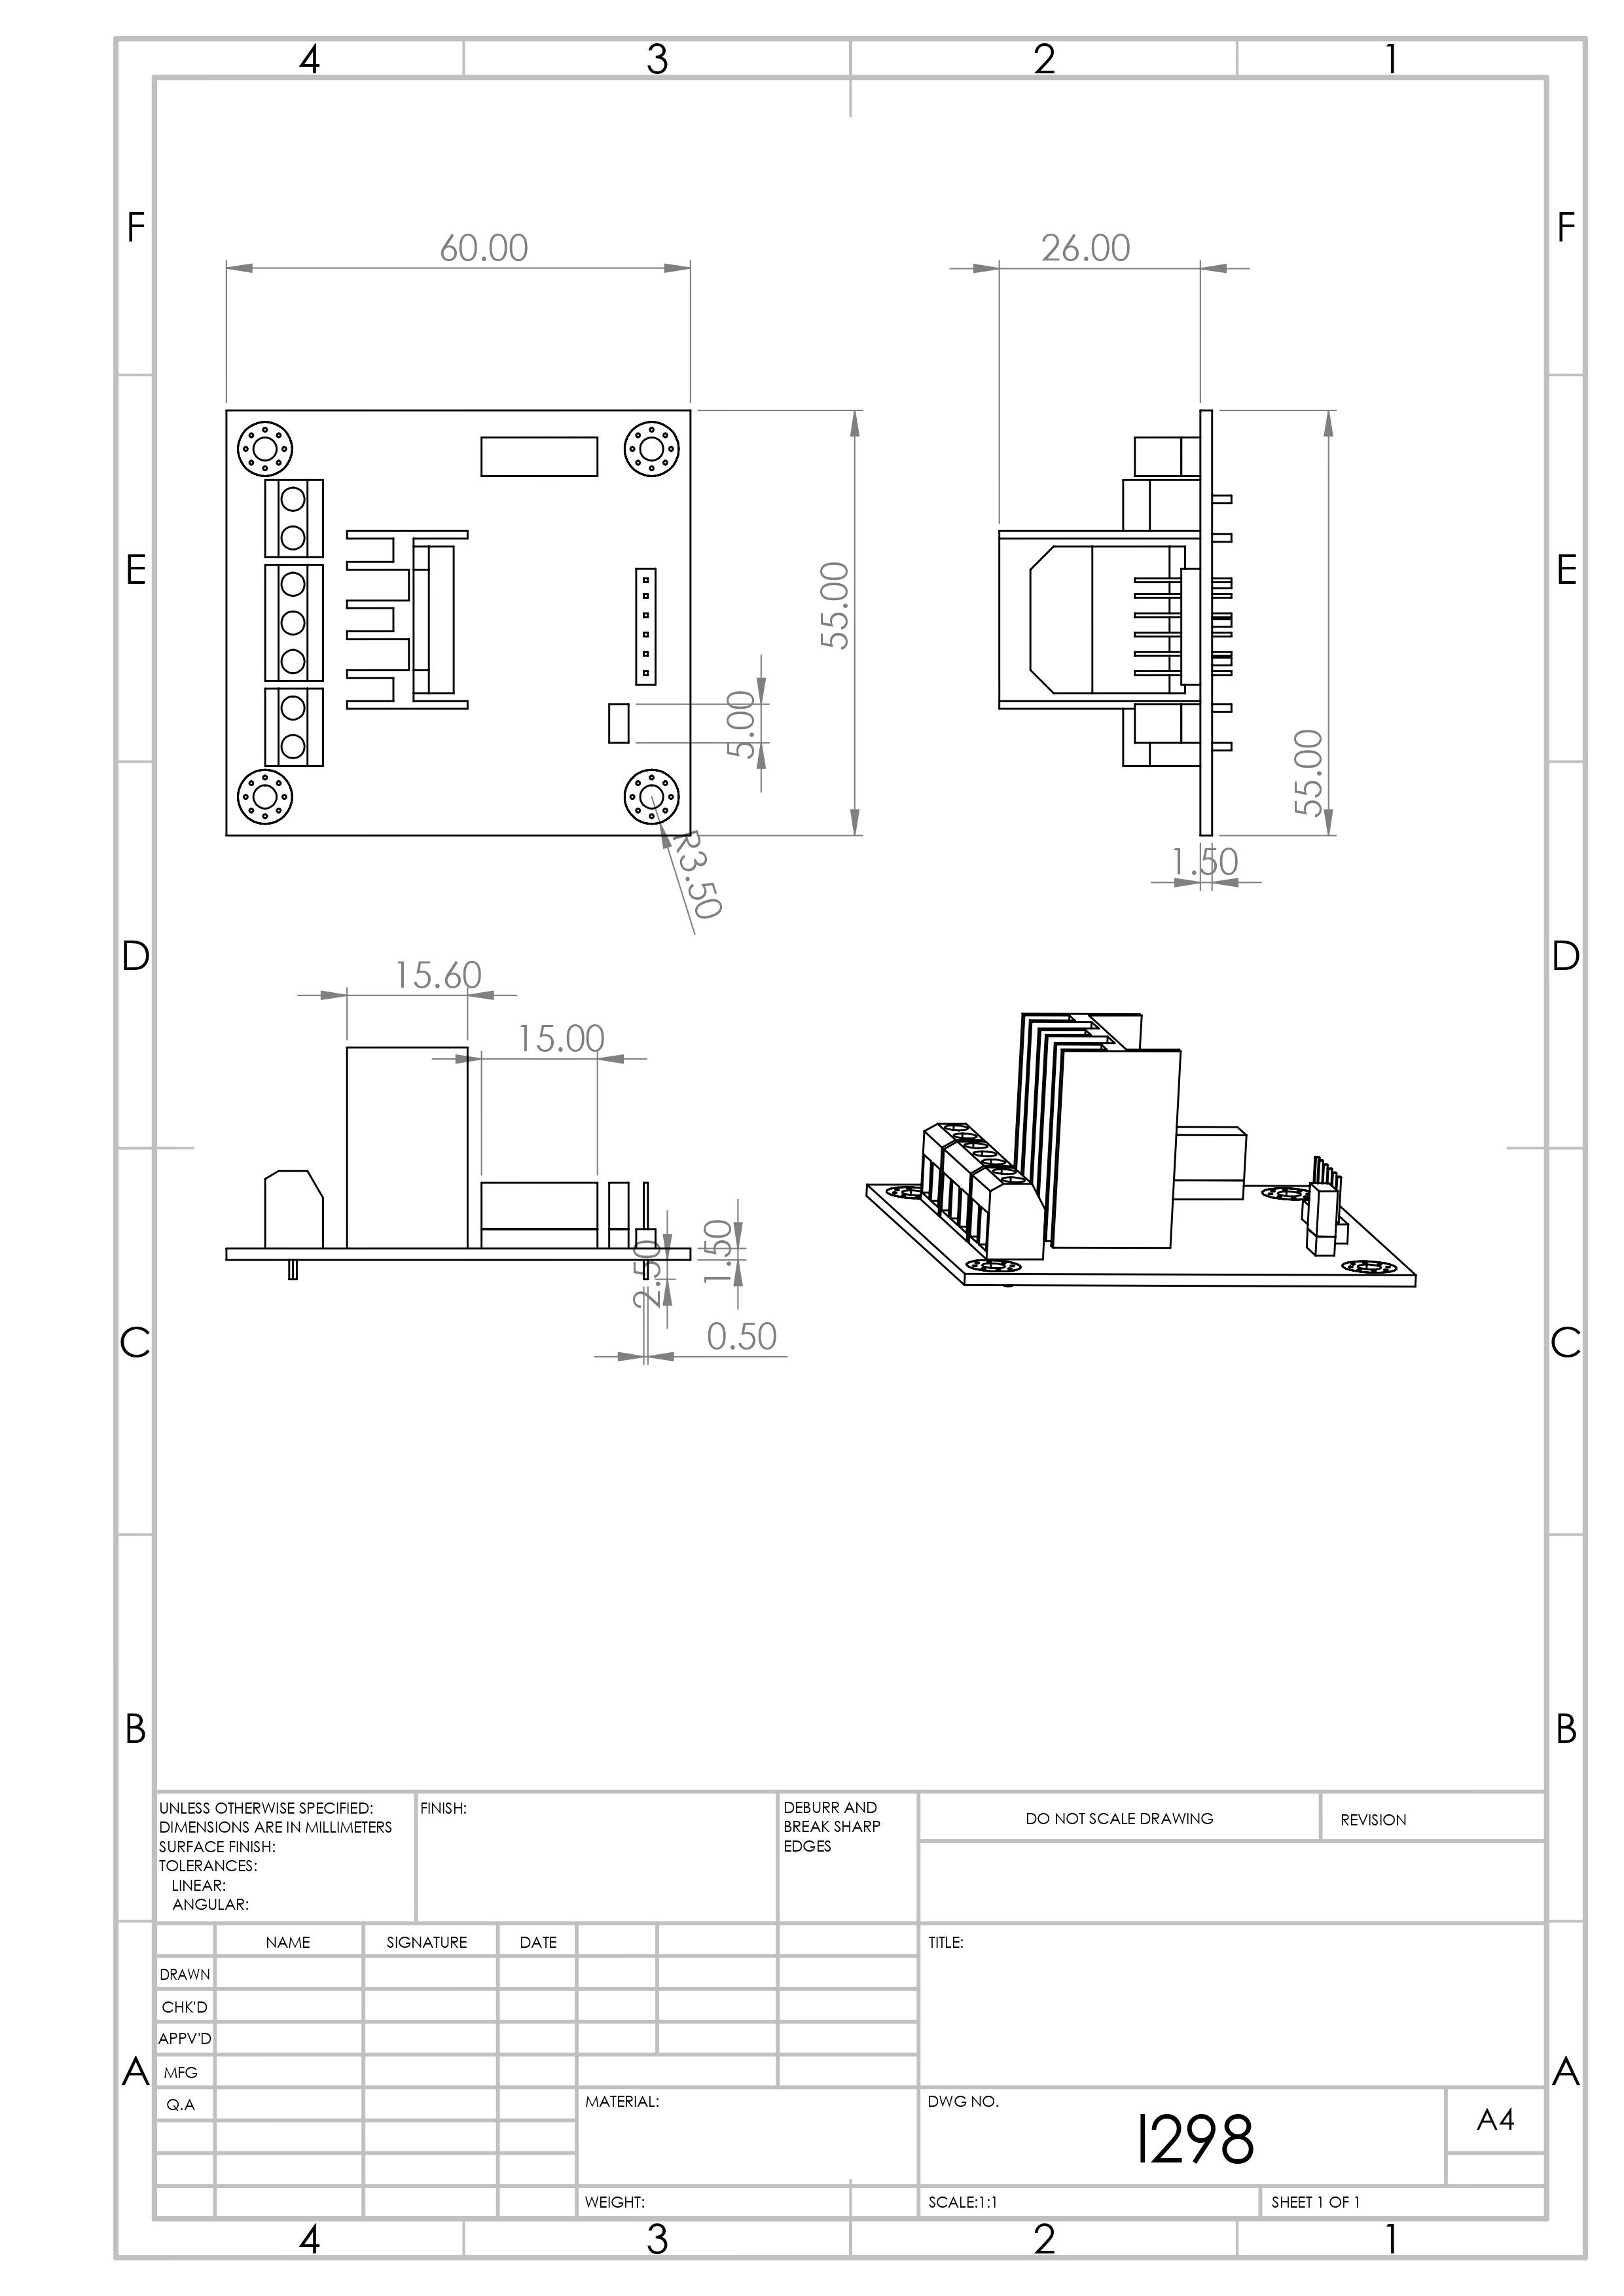 4 3 2 1
F F
60.00 26.00
E E
55.00
5.00
55.00
1.50
R3.50
D D
15.60
15.00
2.50
1.50
0.50
C C
B B
UNLESS OTHERWISE SPECIFIED:
DIMENSIONS ARE IN MILLIMETERS
SURFACE FINISH:
TOLERANCES:
LINEAR:
ANGULAR:
FINISH:
DEBURR AND
BREAK SHARP
EDGES
DO NOT SCALE DRAWING
REVISION
NAME SIGNATURE DATE
TITLE:
DRAWN
CHK'D
APPV'D
MFG
Q.A
A A
MATERIAL:
DWG NO.
l298
A4
WEIGHT:
SCALE:1:1
SHEET 1 OF 1
4 3 2 1